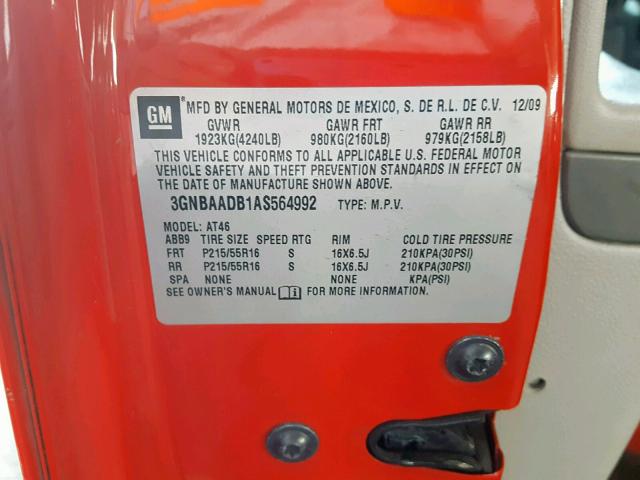 GM ® MFD BY GENERAL MOTORS DE MEXICO, S. DE R.L. DE C.V. 12/09
GVWR GAWR FRT GAWR RR
1923KG(4240LB) 980KG(2160LB) 979KG(2158LB)
THIS VEHICLE CONFORMS TO ALL APPLICABLE U.S. FEDERAL MOTOR
VEHICLE SAFETY AND THEFT PREVENTION STANDARDS IN EFFECT ON
THE DATE OF MANUFACTURE SHOWN ABOVE.
3GNBAADB1AS564992 TYPE: M.P.V.
MODEL: AT46
ABB9 TIRE SIZE SPEED RTG RIM COLD TIRE PRESSURE
FRT P215/55R16 S 16X6.5J 210KPA(30PSI)
RR P215/55R16 S 16X6.5J 210KPA(30PSI)
SPA NONE NONE KPA(PSI)
SEE OWNER'S MANUAL FOR MORE INFORMATION.